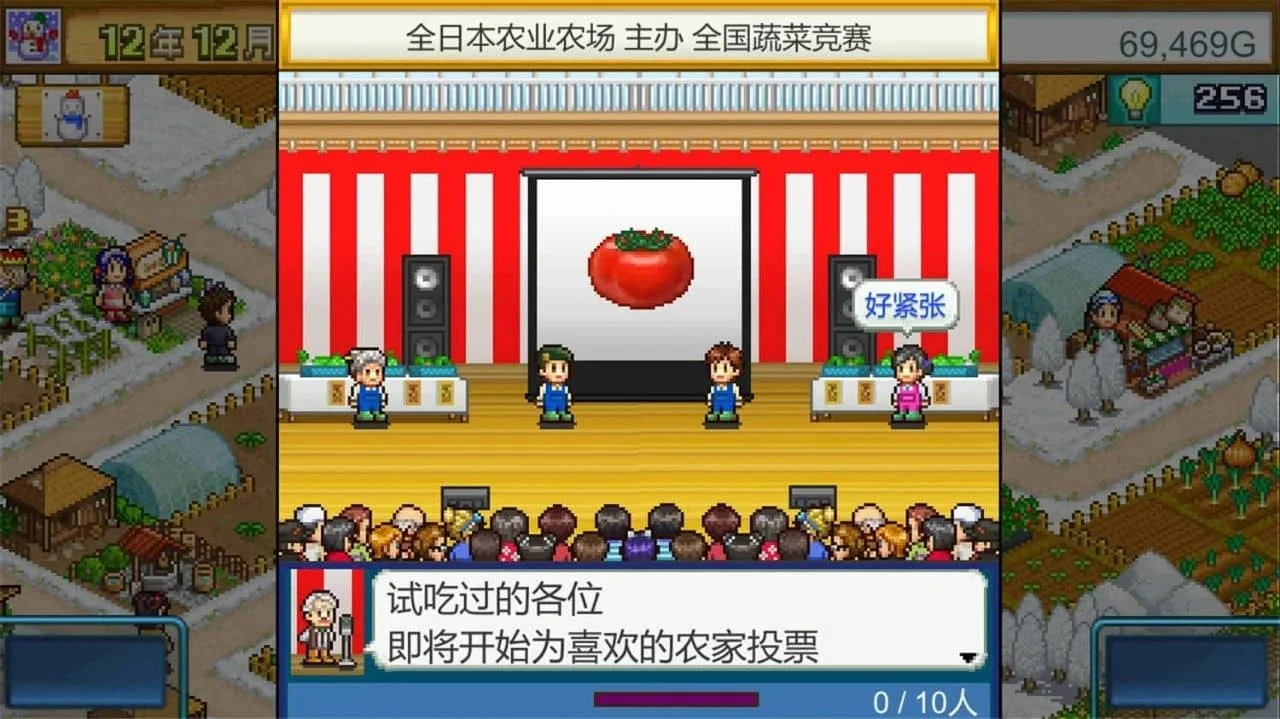 12年12月
全日本农业农场 主办 全国蔬菜竞赛
69,469G
256
3
好紧张
试吃过的各位
即将开始为喜欢的农家投票
0 / 10人